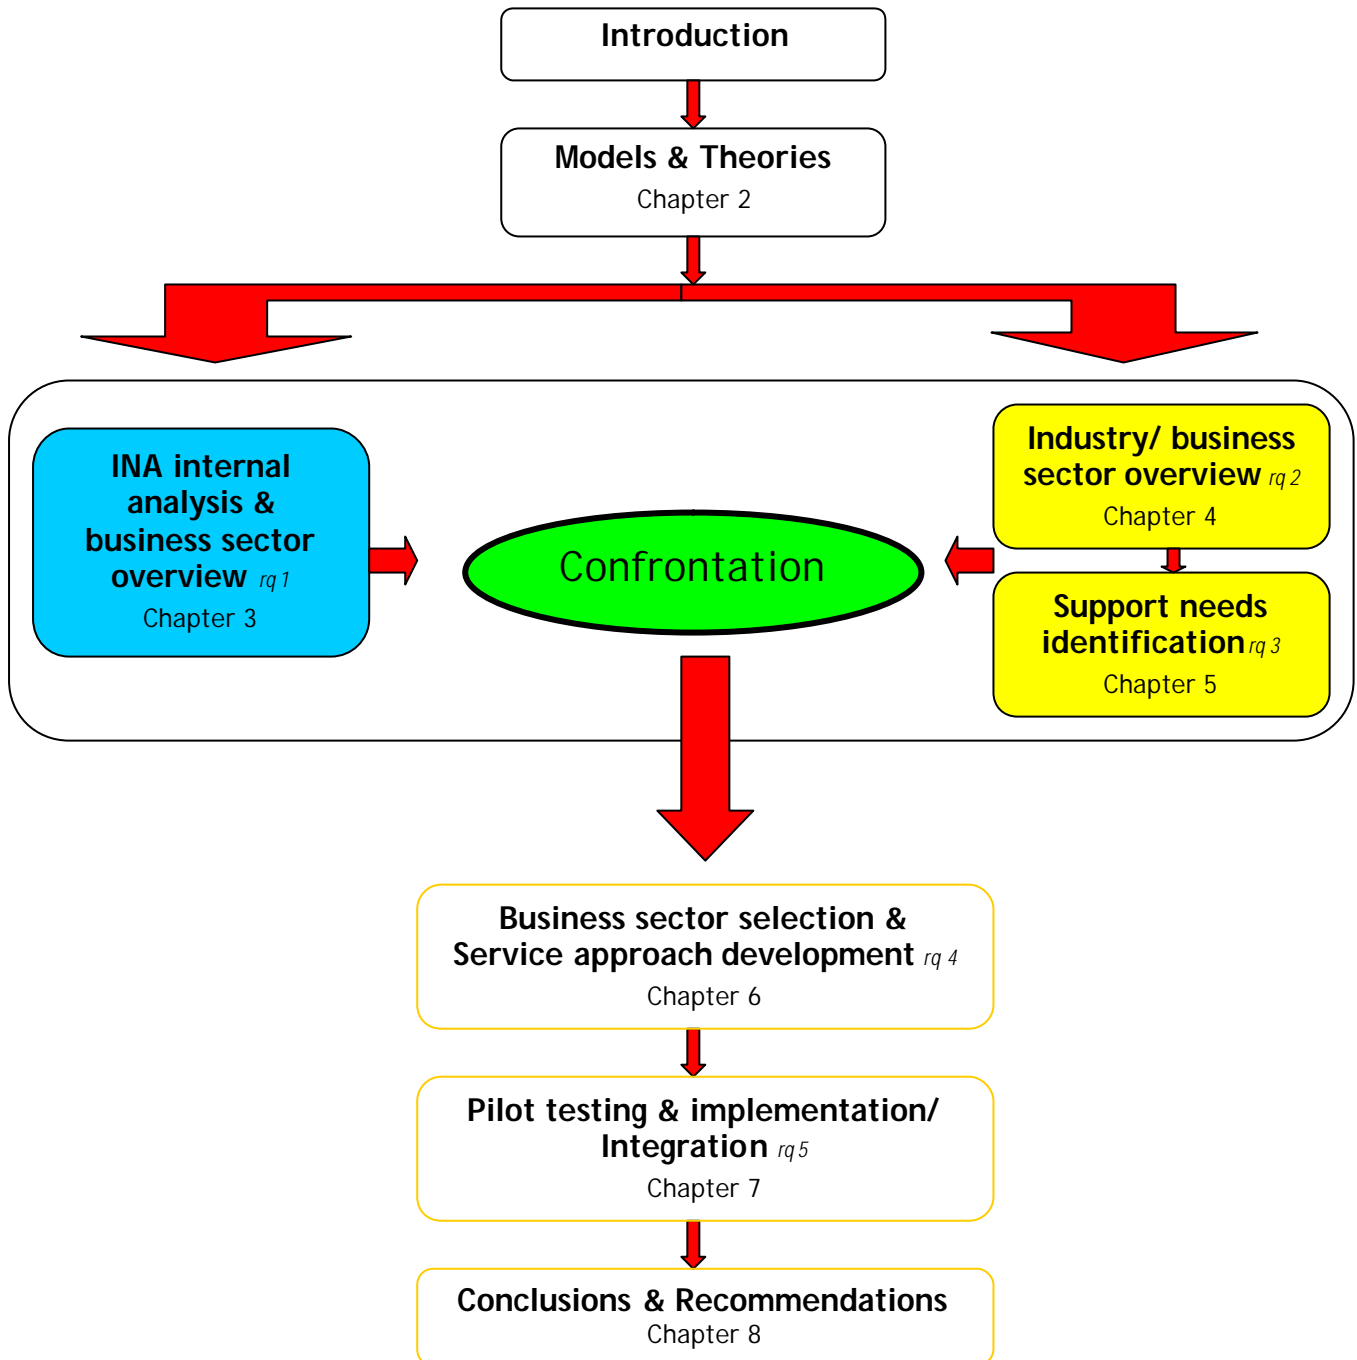 Introduction
Models & Theories
Chapter 2
INA internal
analysis &
business sector
overview rq 1
Chapter 3
Confrontation
Industry/ business
sector overview rq 2
Chapter 4
Support needs
identification rq 3
Chapter 5
Business sector selection &
Service approach development rq 4
Chapter 6
Pilot testing & implementation/
Integration rq 5
Chapter 7
Conclusions & Recommendations
Chapter 8